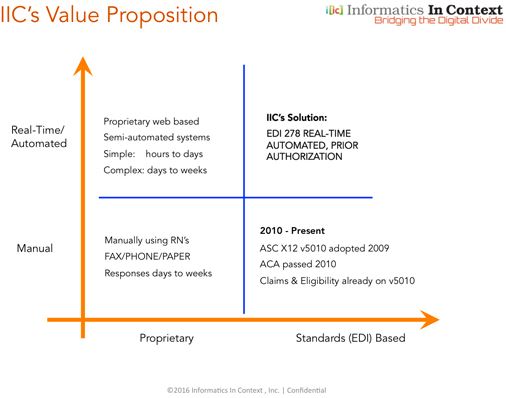 IIC's Value Proposition
i[i]c| Informatics In Context
Bridging the Digital Divide
Real-Time/
Automated
Proprietary web based
Semi-automated systems
Simple: hours to days
Complex: days to weeks
IIC's Solution:
EDI 278 REAL-TIME
AUTOMATED, PRIOR
AUTHORIZATION
Manual
Manually using RN's
FAX/PHONE/PAPER
Responses days to weeks
2010 - Present
ASC X12 v5010 adopted 2009
ACA passed 2010
Claims & Eligibility already on v5010
Proprietary
Standards (EDI) Based
©2016 Informatics In Context , Inc. | Confidential